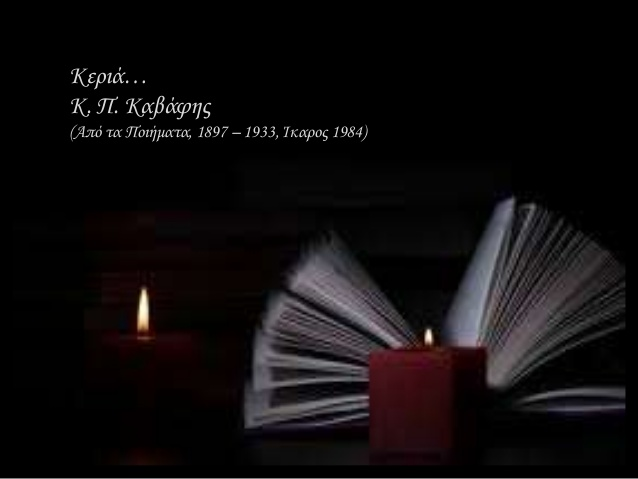 Κεριά…
Κ. Π. Καβάφης
(Από τα Ποιήματα, 1897 – 1933, Ίκαρος 1984)